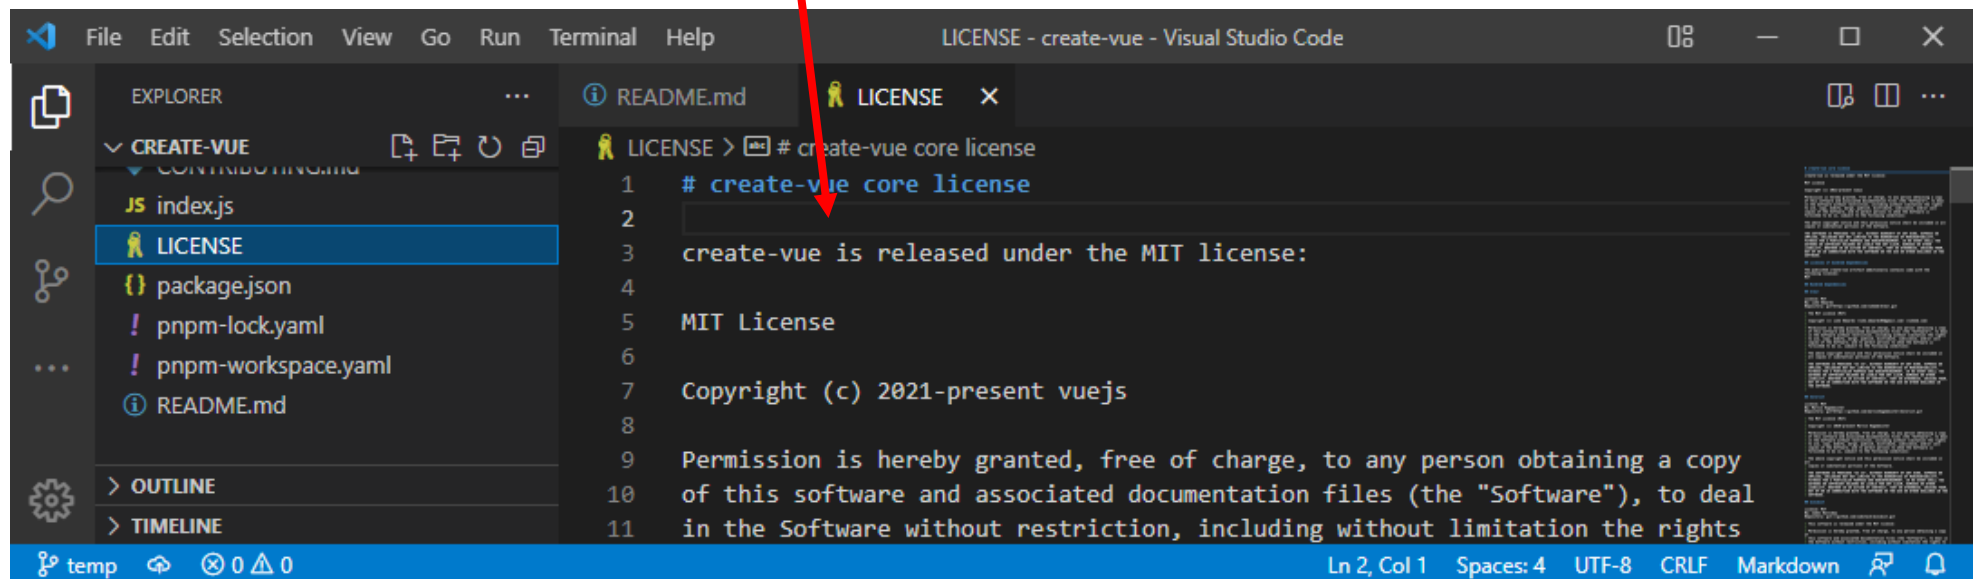 File Edit Selection View Go Run Terminal Help LICENSE - create-vue - Visual Studio Code
EXPLORER
CREATE-VUE
CONTRIBUTING.md
JS index.js
LICENSE
{} package.json
! pnpm-lock.yaml
! pnpm-workspace.yaml
README.md
OUTLINE
TIMELINE
README.md LICENSE
LICENSE > abc # create-vue core license
1 # create-vue core license
2
3 create-vue is released under the MIT license:
4
5 MIT License
6
7 Copyright (c) 2021-present vuejs
8
9 Permission is hereby granted, free of charge, to any person obtaining a copy
10 of this software and associated documentation files (the "Software"), to deal
11 in the Software without restriction, including without limitation the rights
temp 0 0 Ln 2, Col 1 Spaces: 4 UTF-8 CRLF Markdown